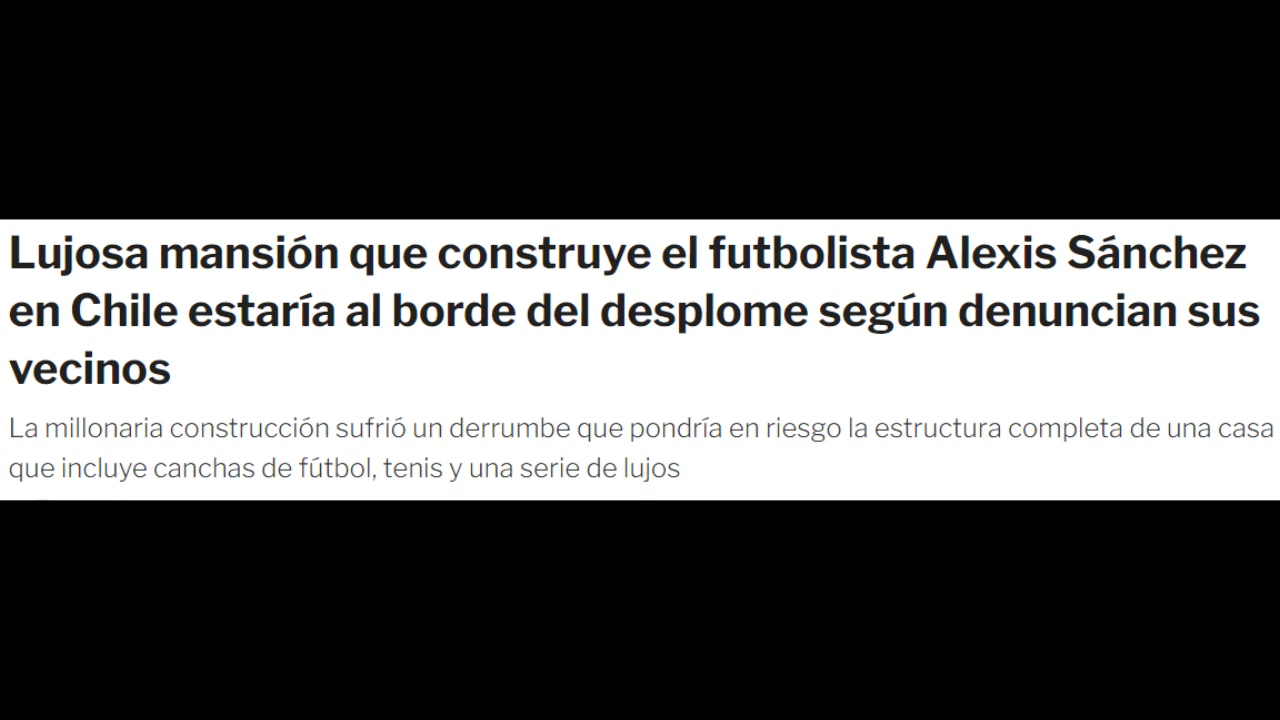 Lujosa mansión que construye el futbolista Alexis Sánchez
en Chile estaría al borde del desplome según denuncian sus
vecinos
La millonaria construcción sufrió un derrumbe que pondría en riesgo la estructura completa de una casa
que incluye canchas de fútbol, tenis y una serie de lujos